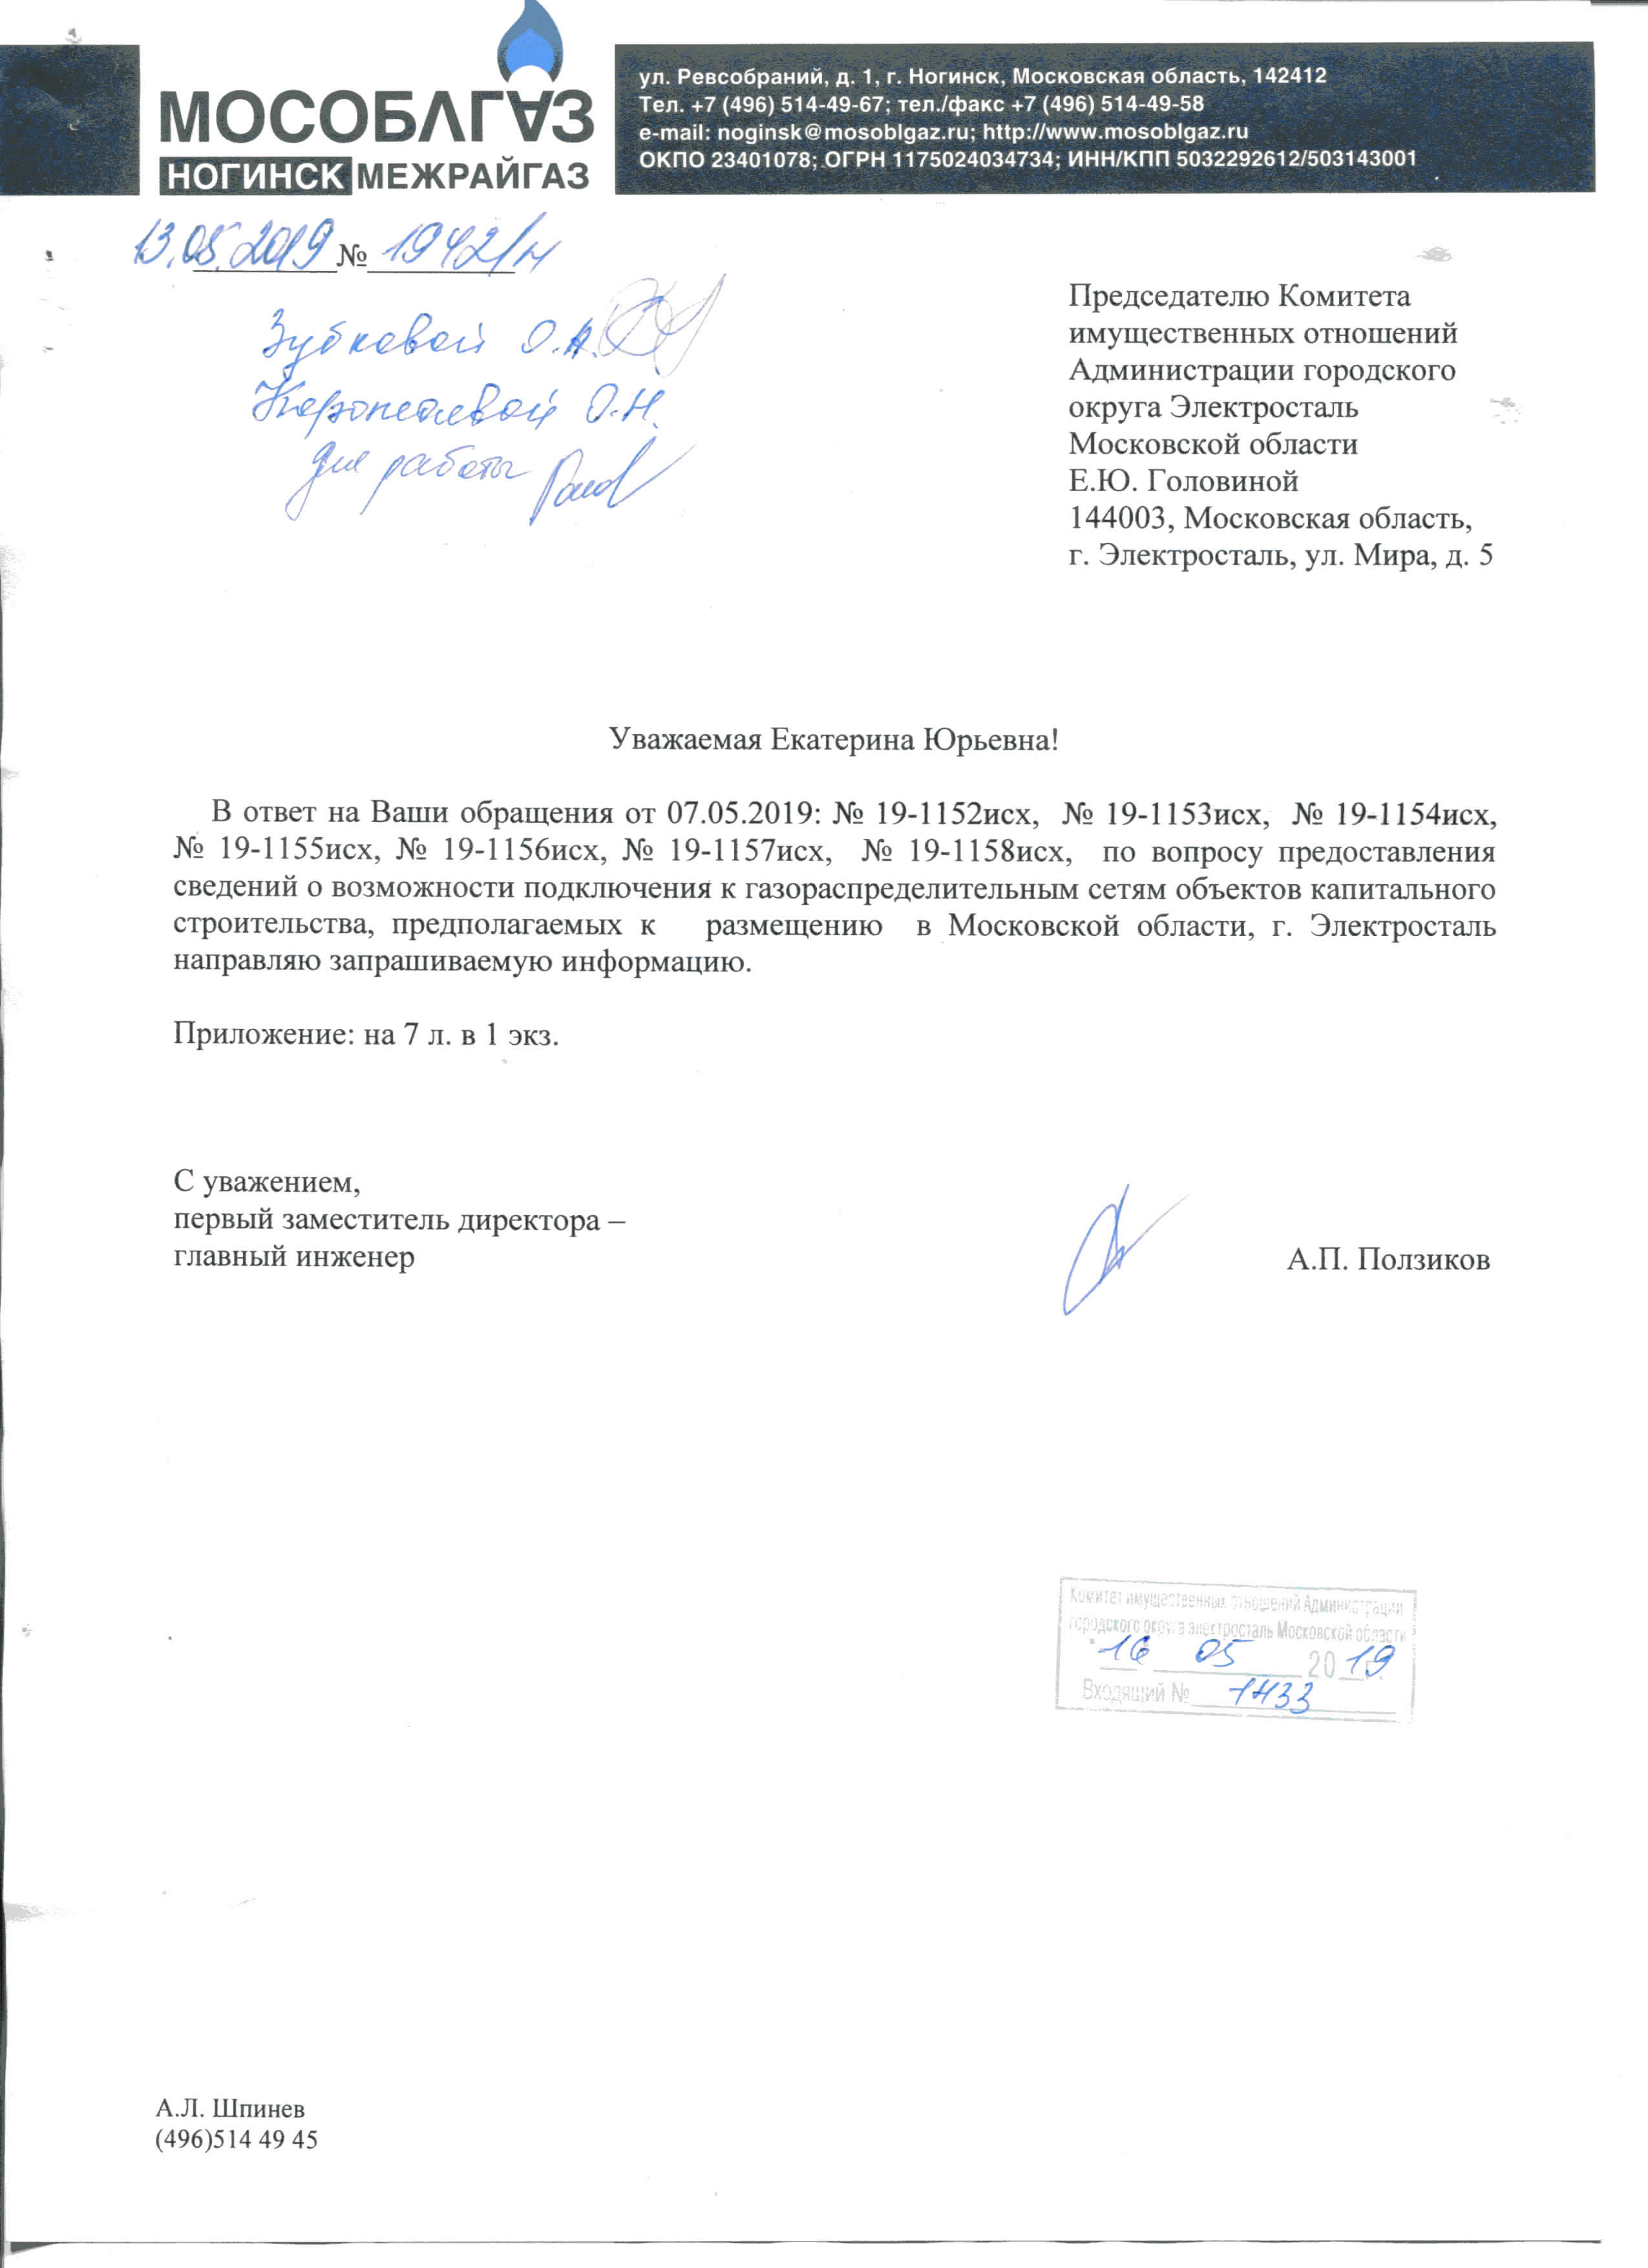 МОСОБЛГАЗ
НОГИНСК МЕЖРАЙГАЗ
ул. Ревсобраний, д. 1, г. Ногинск, Московская область, 142412
Тел. +7 (496) 514-49-67; тел./факс +7 (496) 514-49-58
e-mail: noginsk@mosoblgaz.ru; http://www.mosoblgaz.ru
ОКПО 23401078; ОГРН 1175024034734; ИНН/КПП 5032292612/503143001
13.05.2019 № 1942/н
Зубковой О.А.
О.Н.
для работы
Председателю Комитета
имущественных отношений
Администрации городского
округа Электросталь
Московской области
Е.Ю. Головиной
144003, Московская область,
г. Электросталь, ул. Мира, д. 5
Уважаемая Екатерина Юрьевна!
В ответ на Ваши обращения от 07.05.2019: № 19-1152исх, № 19-1153исх, № 19-1154исх,
№ 19-1155исх, № 19-1156исх, № 19-1157исх, № 19-1158исх, по вопросу предоставления
сведений о возможности подключения к газораспределительным сетям объектов капитального
строительства, предполагаемых к размещению в Московской области, г. Электросталь
направляю запрашиваемую информацию.
Приложение: на 7 л. в 1 экз.
С уважением,
первый заместитель директора –
главный инженер
А.П. Ползиков
Комитет имущественных отношений Администрации
городского округа электросталь Московской области
16 05 2019
Входящий № 1433
А.Л. Шпинев
(496)514 49 45